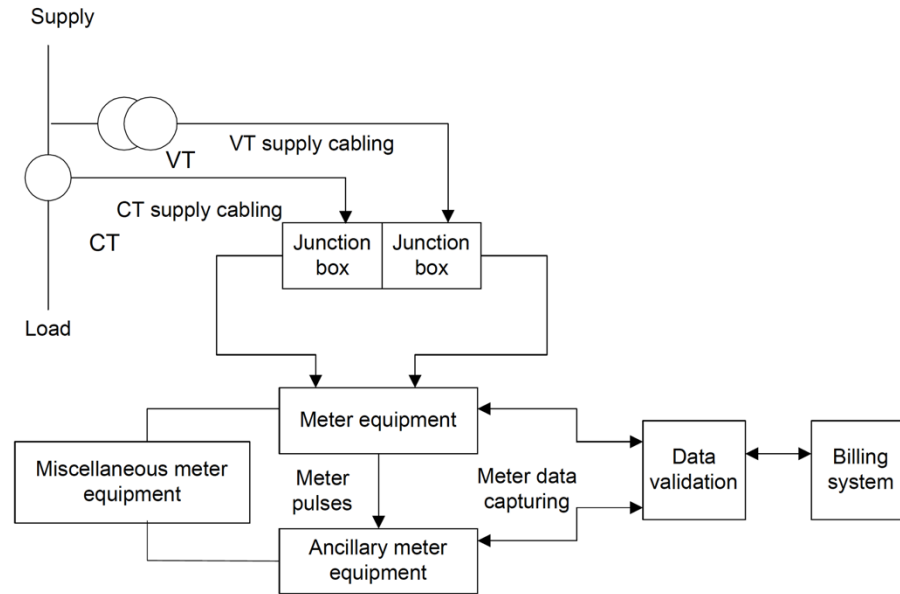 Supply
VT supply cabling
VT
CT supply cabling
CT
Junction
box
Junction
box
Load
Meter equipment
Miscellaneous meter
equipment
Meter
pulses
Meter data
capturing
Data
validation
Billing
system
Ancillary meter
equipment